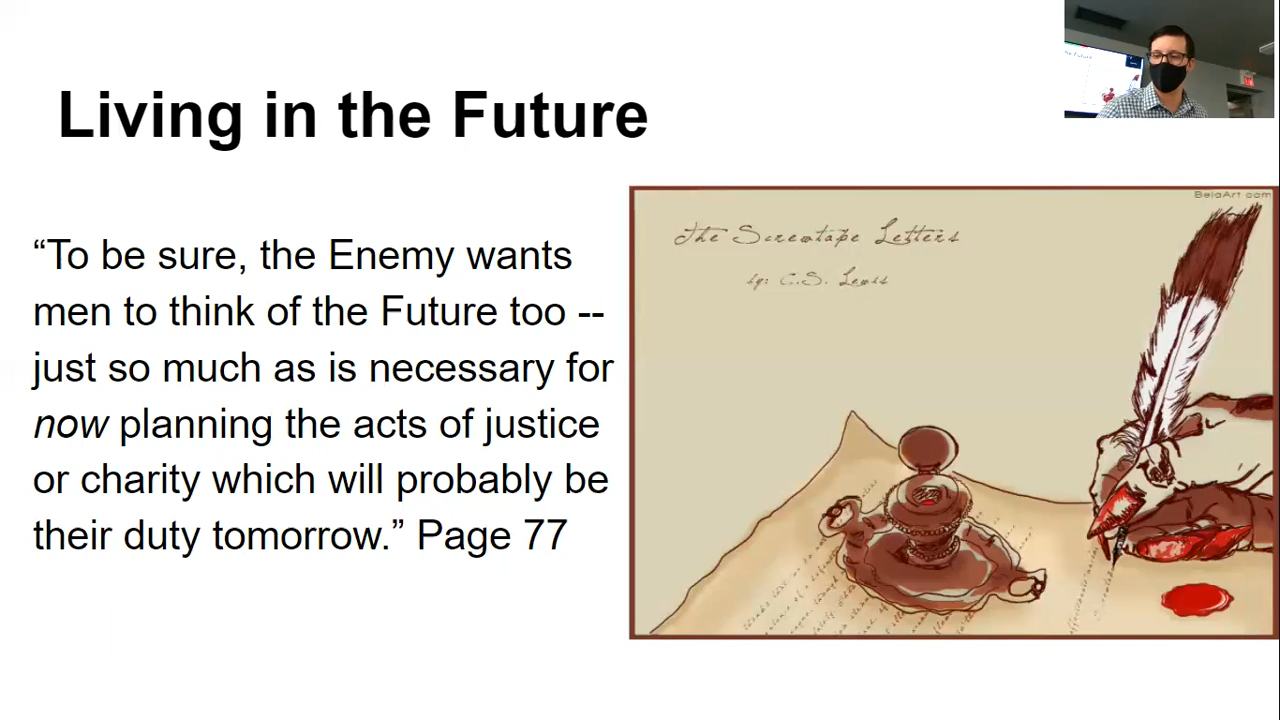 Living in the Future
“To be sure, the Enemy wants
men to think of the Future too --
just so much as is necessary for
now planning the acts of justice
or charity which will probably be
their duty tomorrow.” Page 77
BelaArt.com
The Screwtape Letters
by: C.S. Lewis